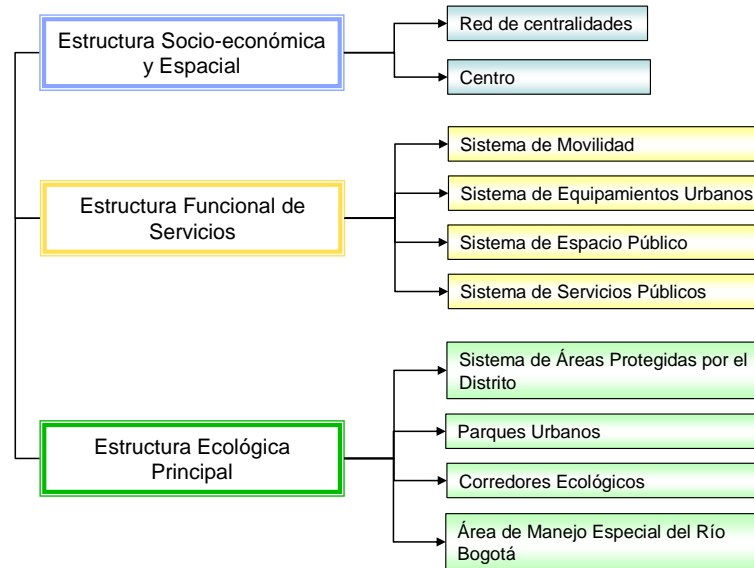 Estructura Socio-económica
y Espacial
Red de centralidades
Centro
Estructura Funcional de
Servicios
Sistema de Movilidad
Sistema de Equipamientos Urbanos
Sistema de Espacio Público
Sistema de Servicios Públicos
Estructura Ecológica
Principal
Sistema de Áreas Protegidas por el
Distrito
Parques Urbanos
Corredores Ecológicos
Área de Manejo Especial del Río
Bogotá